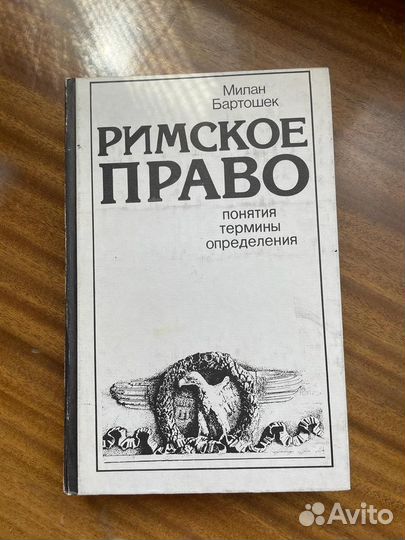 Милан
Бартошек
РИМСКОЕ
ПРАВО
понятия
термины
определения
Avito